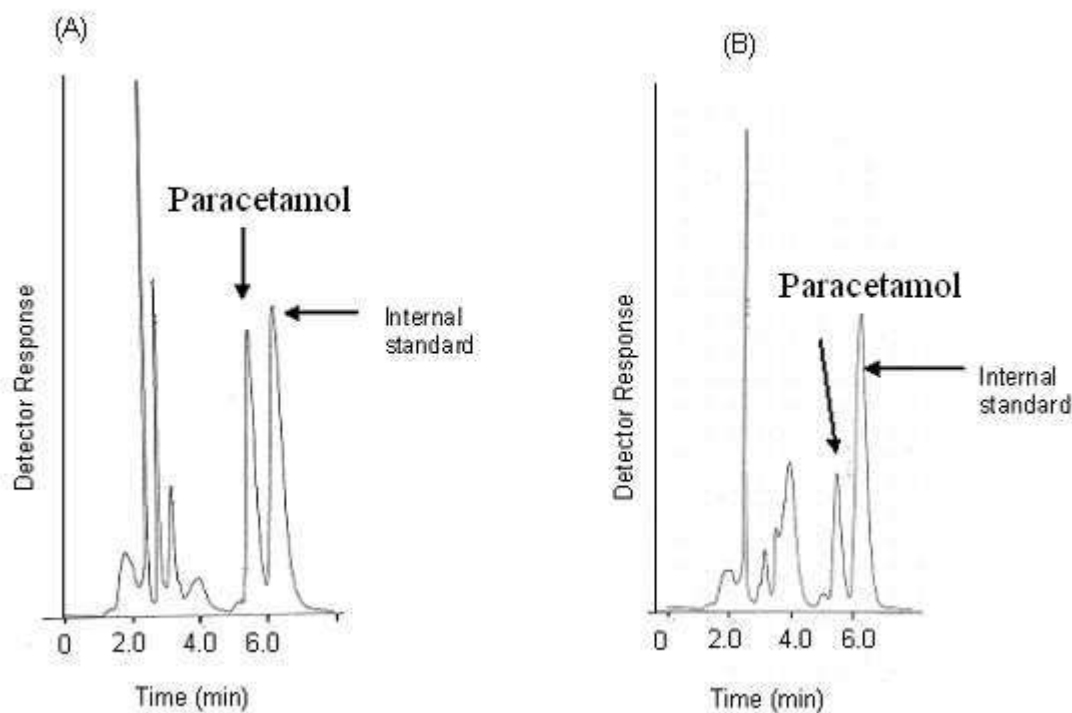 (A)
Paracetamol
Internal
standard
Detector Response
0 2.0 4.0 6.0
Time (min)
(B)
Paracetamol
Internal
standard
Detector Response
0 2.0 4.0 6.0
Time (min)